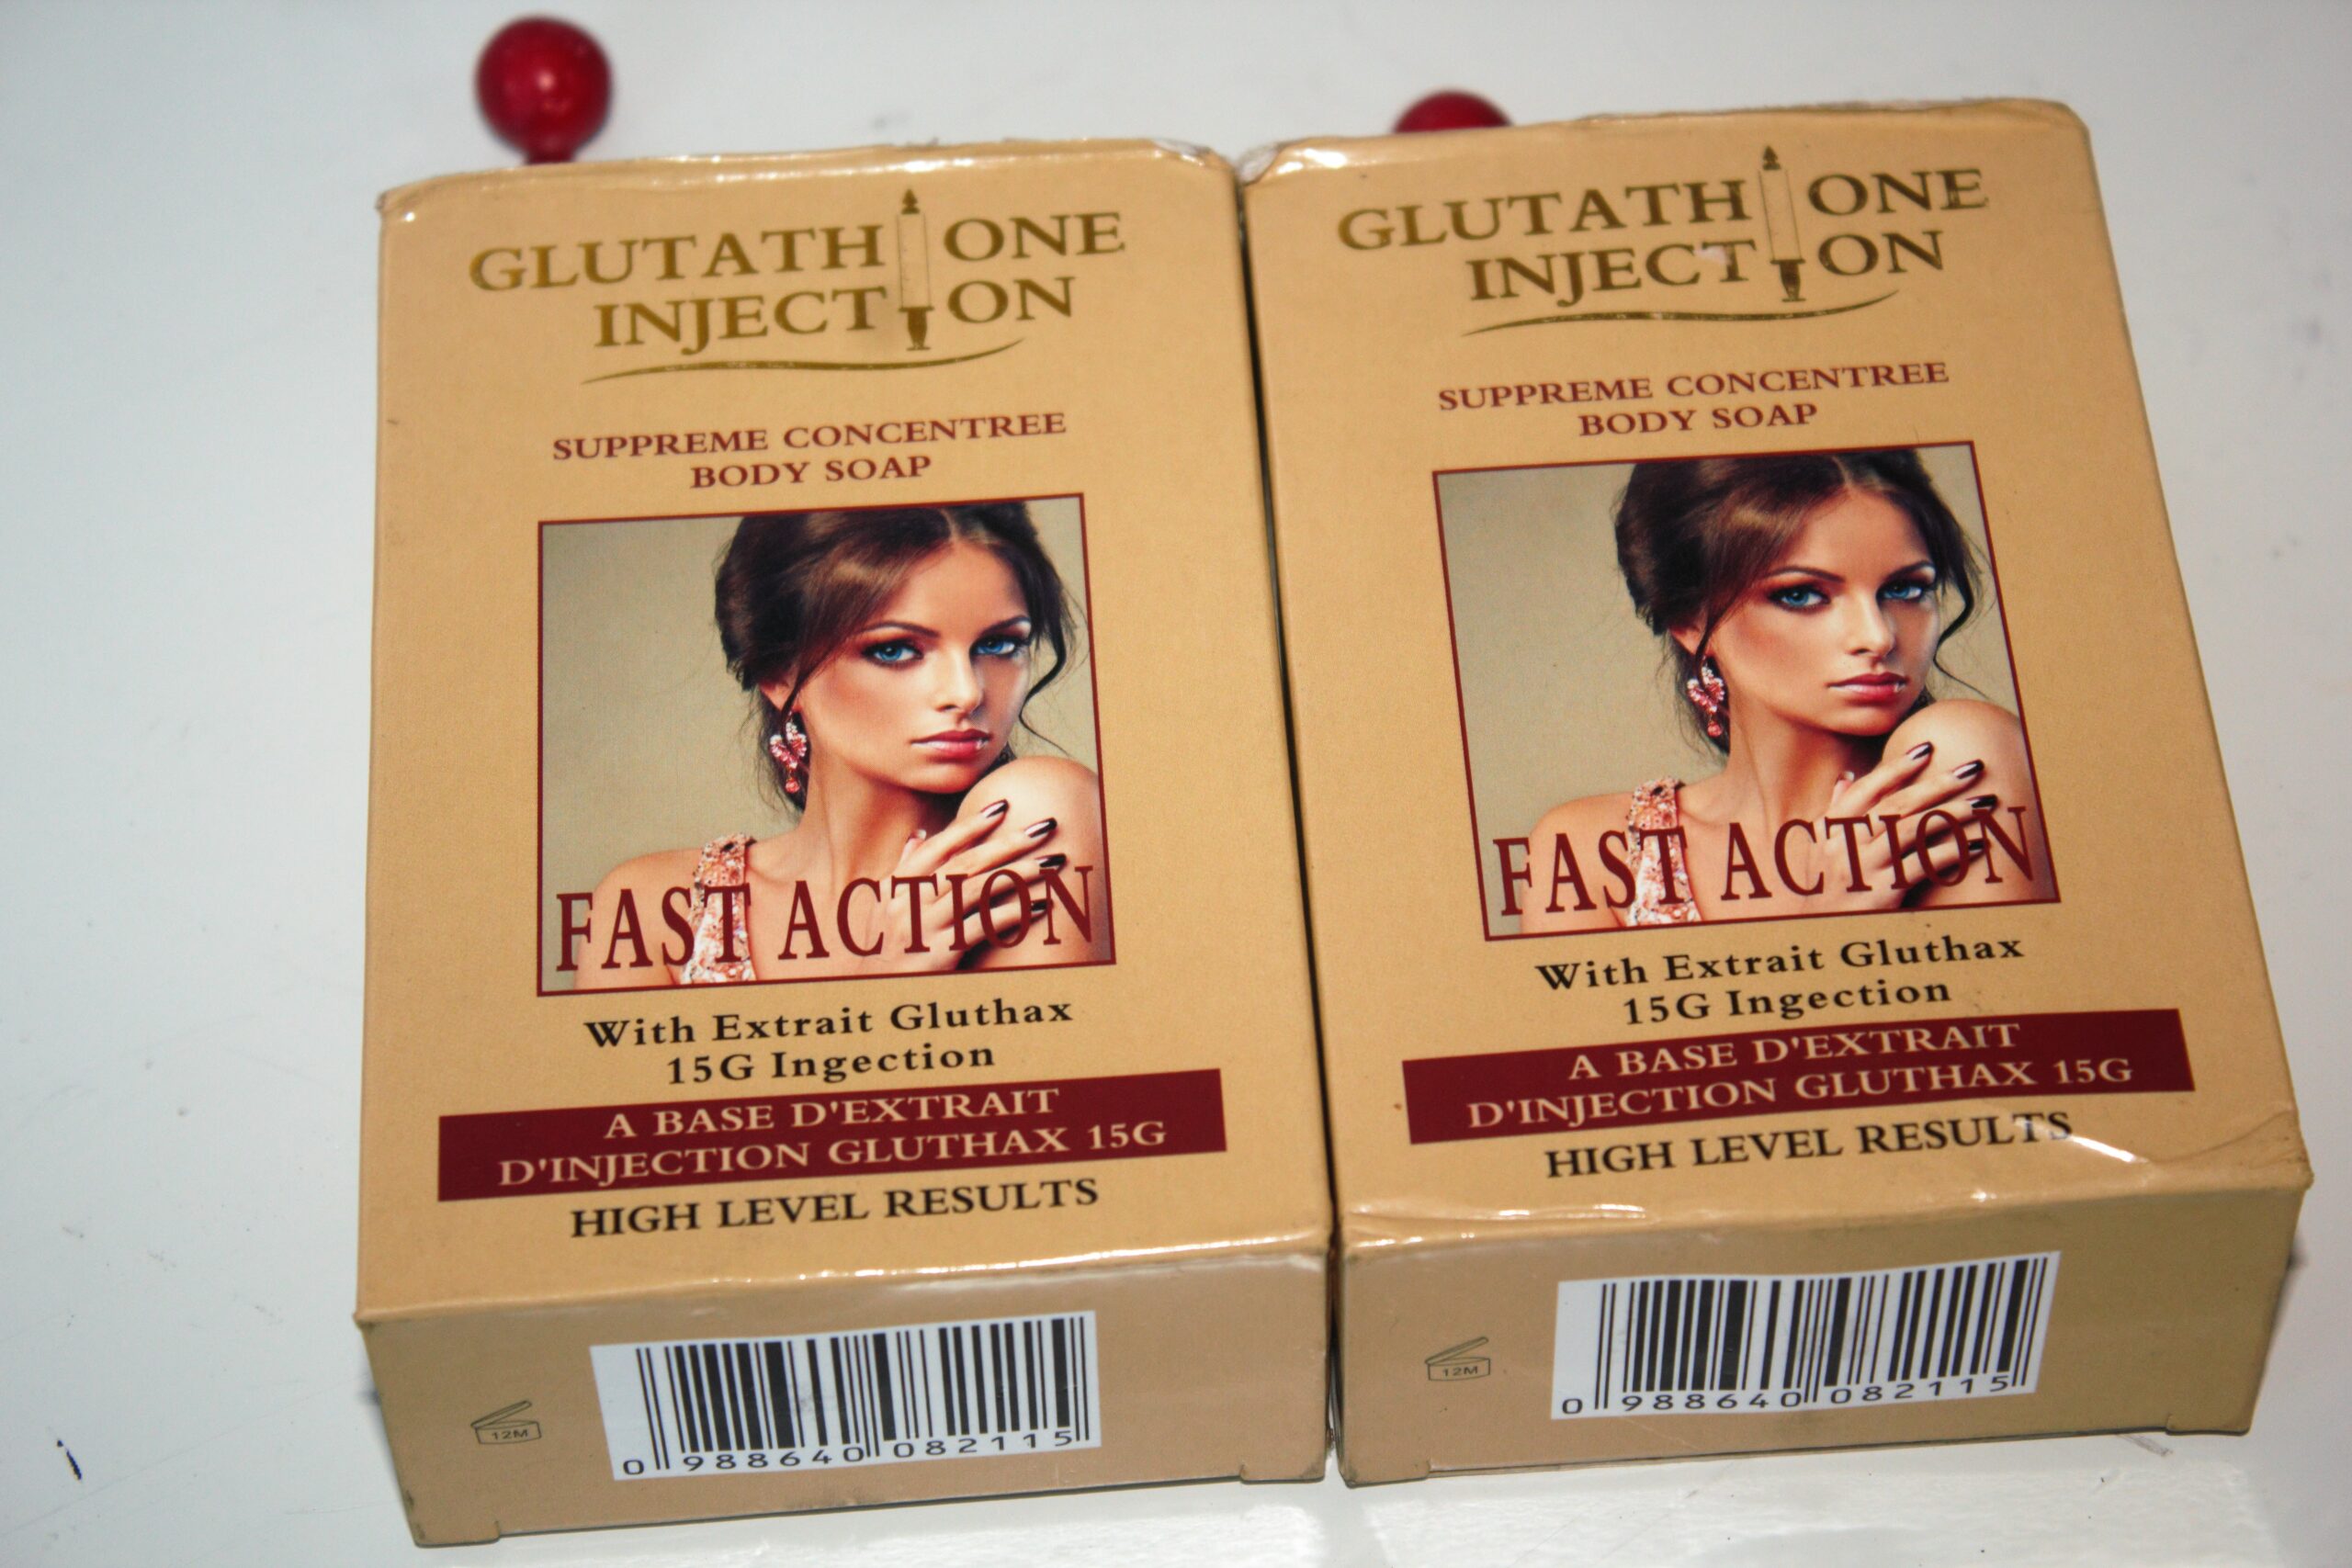 GLUTATHIONE
INJECTION
SUPPREME CONCENTREE
BODY SOAP
FAST ACTION
With Extrait Gluthax
15G Ingection
A BASE D'EXTRAIT
D'INJECTION GLUTHAX 15G
HIGH LEVEL RESULTS
12M
0 988640 082115
GLUTATHIONE
INJECTION
SUPPREME CONCENTREE
BODY SOAP
FAST ACTION
With Extrait Gluthax
15G Ingection
A BASE D'EXTRAIT
D'INJECTION GLUTHAX 15G
HIGH LEVEL RESULTS
12M
0 988640 082115